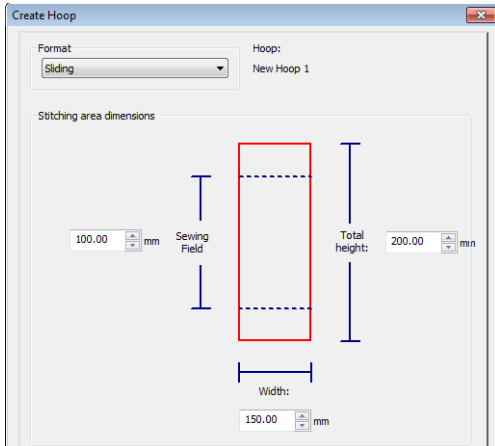 Create Hoop
Format
Hoop:
Sliding
New Hoop 1
Stitching area dimensions
100.00 mm
Sewing
Field
Total
height:
200.00 mm
Width:
150.00 mm